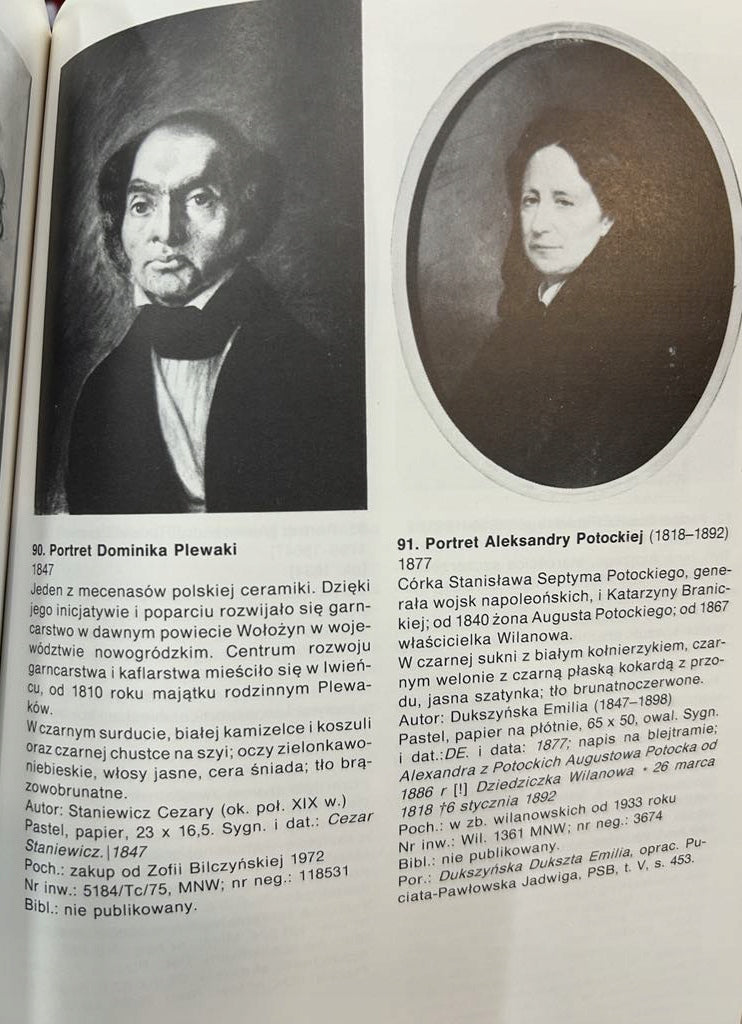 90. Portret Dominika Plewaki
1847
Jeden z mecenasów polskiej ceramiki. Dzięki
jego inicjatywie i poparciu rozwijało się garn-
carstwo w dawnym powiecie Wołożyn w woje-
wództwie nowogródzkim. Centrum rozwoju
garncarstwa i kaflarstwa mieściło się w Iwień-
cu, od 1810 roku majątku rodzinnym Plewa-
ków.
W czarnym surducie, białej kamizelce i koszuli
oraz czarnej chustce na szyi; oczy zielonkawo-
niebieskie, włosy jasne, cera śniada; tło brą-
zowobrunatne.
Autor: Staniewicz Cezary (ok. poł. XIX w.)
Pastel, papier, 23 x 16,5. Sygn. i dat.: Cezar
Staniewicz.|1847
Poch.: zakup od Zofii Bilczyńskiej 1972
Nr inw.: 5184/Tc/75, MNW; nr neg.: 118531
Bibl.: nie publikowany.
91. Portret Aleksandry Potockiej (1818–1892)
1877
Córka Stanisława Septyma Potockiego, gene-
rała wojsk napoleońskich, i Katarzyny Branic-
kiej; od 1840 żona Augusta Potockiego; od 1867
właścicielka Wilanowa.
W czarnej sukni z białym kołnierzykiem, czar-
nym welonie z czarną płaską kokardą z przo-
du, jasna szatynka; tło brunatnoczerwone.
Autor: Dukszyńska Emilia (1847–1898)
Pastel, papier na płótnie, 65 x 50, owal. Sygn.
i dat.:DE. i data: 1877; napis na blejtramie;
Alexandra z Potockich Augustowa Potocka od
1886 r [!] Dziedziczka Wilanowa * 26 marca
1818 †6 stycznia 1892
Poch.: w zb. wilanowskich od 1933 roku
Nr inw.: Wil. 1361 MNW; nr neg.: 3674
Bibl.: nie publikowany.
Por.: Dukszyńska Dukszta Emilia, oprac. Pu-
ciata-Pawłowska Jadwiga, PSB, t. V, s. 453.